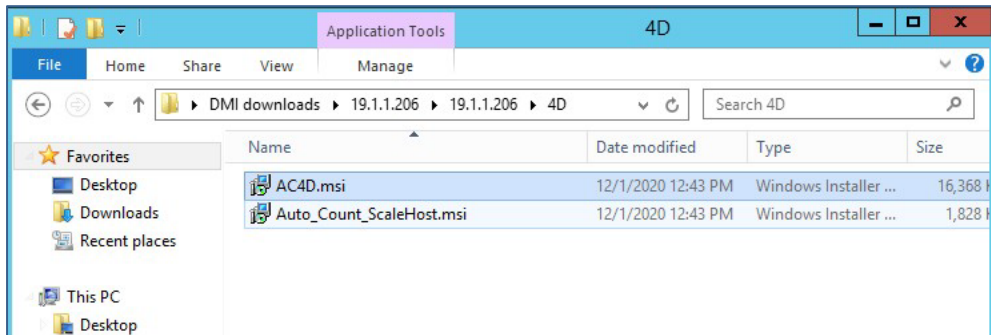 Application Tools 4D
File Home Share View Manage
DMI downloads 19.1.1.206 19.1.1.206 4D Search 4D
Name Date modified Type Size
Favorites
Desktop AC4D.msi 12/1/2020 12:43 PM Windows Installer ... 16,368 K
Downloads Auto_Count_ScaleHost.msi 12/1/2020 12:43 PM Windows Installer ... 1,828 K
Recent places
This PC
Desktop